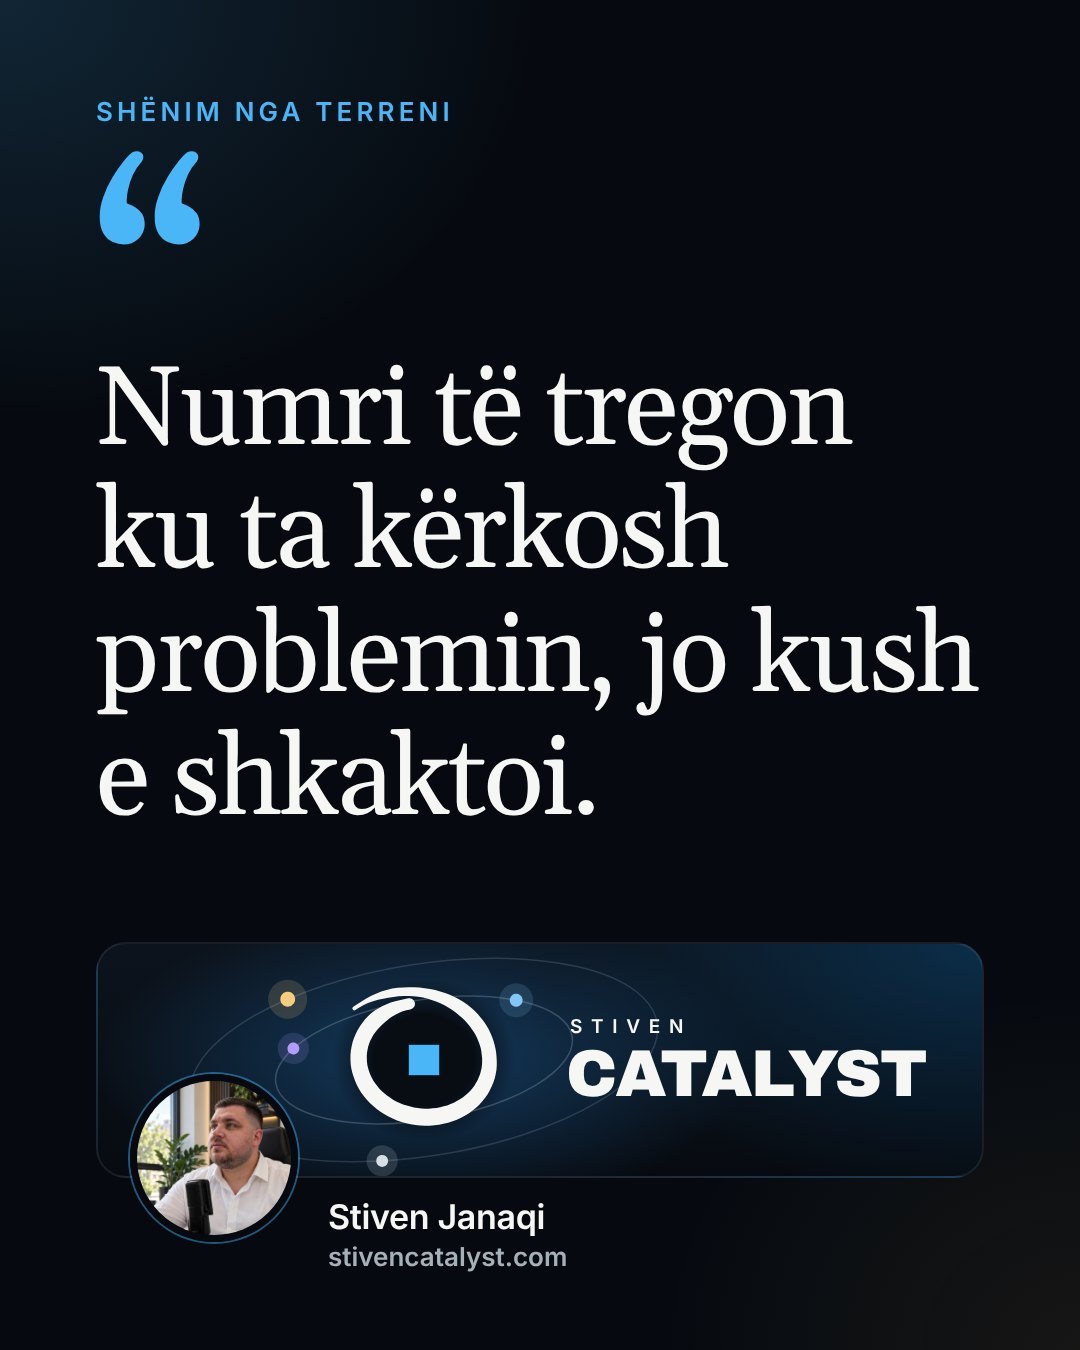 SHËNIM NGA TERRENI
“
Numri të tregon
ku ta kërkosh
problemin, jo kush
e shkaktoi.
STIVEN
CATALYST
Stiven Janaqi
stivencatalyst.com